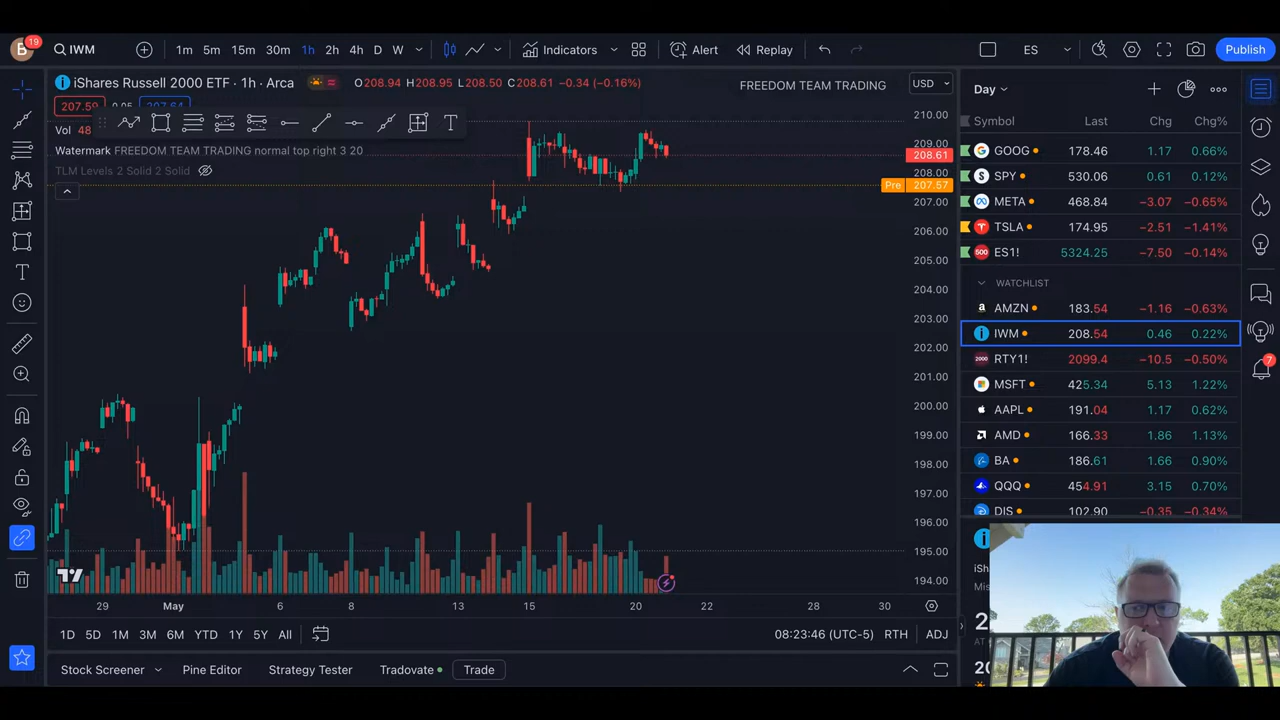 B 19 IWM 1m 5m 15m 30m 1h 2h 4h D W Indicators Alert Replay ES Publish
iShares Russell 2000 ETF · 1h · Arca O208.94 H208.95 L208.50 C208.61 −0.34 (−0.16%)
FREEDOM TEAM TRADING
USD
207.59 0.05 207.64
Vol 48
T
Watermark FREEDOM TEAM TRADING normal top right 3 20
TLM Levels 2 Solid 2 Solid
210.00
209.00
208.61
208.00
Pre 207.57
207.00
206.00
205.00
204.00
203.00
202.00
201.00
200.00
199.00
198.00
197.00
196.00
195.00
194.00
29 May 6 8 13 15 20 22 28 30
1D 5D 1M 3M 6M YTD 1Y 5Y All
08:23:46 (UTC-5) RTH ADJ
Stock Screener Pine Editor Strategy Tester Tradovate Trade
Day
Symbol Last Chg Chg%
GOOG 178.46 1.17 0.66%
SPY 530.06 0.61 0.12%
META 468.84 −3.07 −0.65%
TSLA 174.95 −2.51 −1.41%
500 ES1! 5324.25 −7.50 −0.14%
WATCHLIST
AMZN 183.54 −1.16 −0.63%
IWM 208.54 0.46 0.22%
2000 RTY1! 2099.4 −10.5 −0.50%
MSFT 425.34 5.13 1.22%
AAPL 191.04 1.17 0.62%
AMD 166.33 1.86 1.13%
BA 186.61 1.66 0.90%
QQQ 454.91 3.15 0.70%
DIS 102.90 −0.35 −0.34%
7